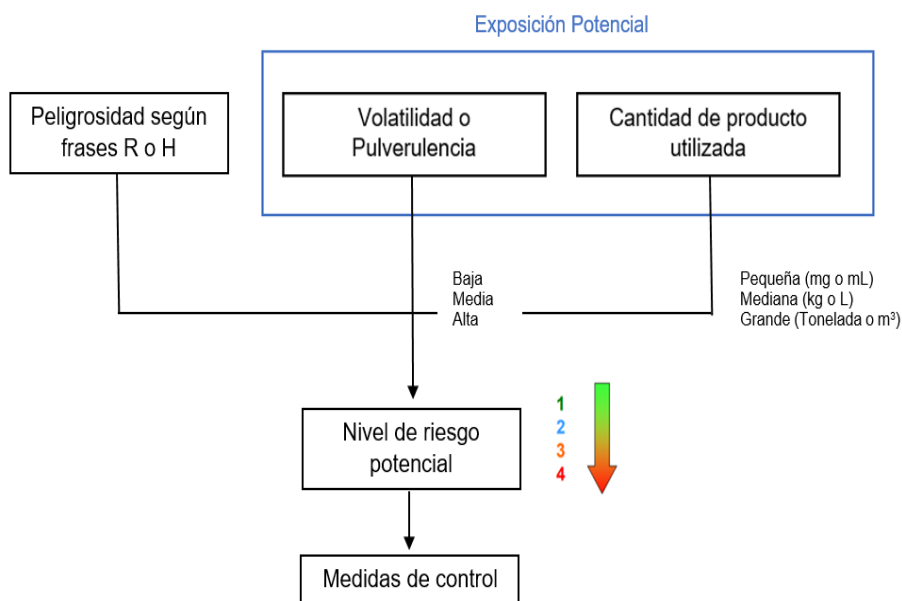 Exposición Potencial
Peligrosidad según
frases R o H
Volatilidad o
Pulverulencia
Cantidad de producto
utilizada
Baja
Media
Alta
Pequeña (mg o mL)
Mediana (kg o L)
Grande (Tonelada o m³)
Nivel de riesgo
potencial
1
2
3
4
Medidas de control